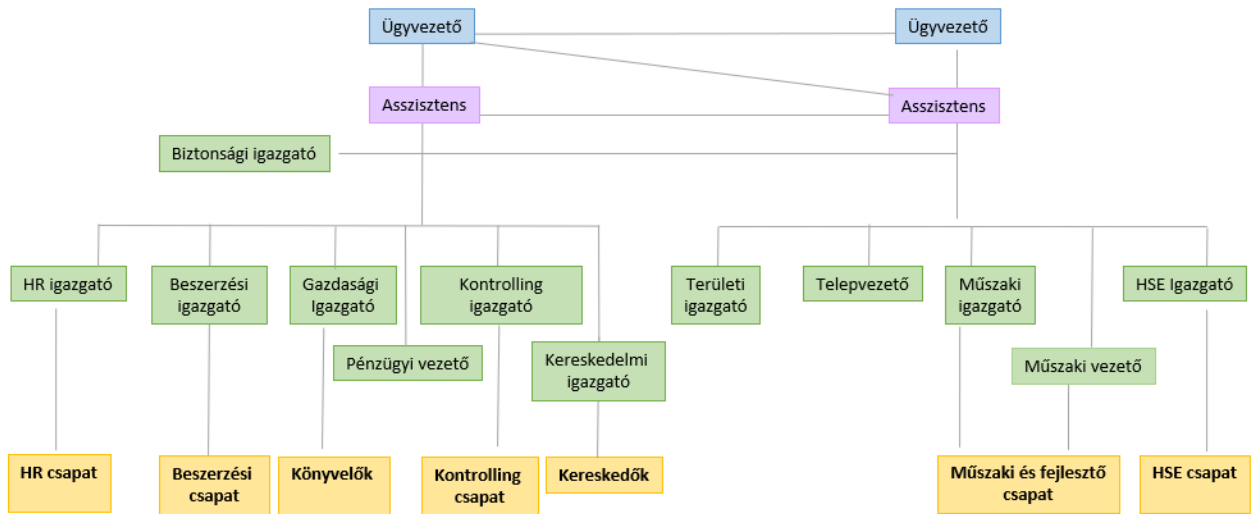 Ügyvezető
Ügyvezető
Asszisztens
Asszisztens
Biztonsági igazgató
HR igazgató
Beszerzési
igazgató
Gazdasági
Igazgató
Kontrolling
igazgató
Területi
igazgató
Telepvezető
Műszaki
igazgató
HSE Igazgató
Pénzügyi vezető
Kereskedelmi
igazgató
Műszaki vezető
HR csapat
Beszerzési
csapat
Könyvelők
Kontrolling
csapat
Kereskedők
Műszaki és fejlesztő
csapat
HSE csapat